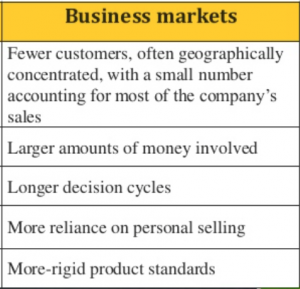 Business markets
Fewer customers, often geographically
concentrated, with a small number
accounting for most of the company's
sales
Larger amounts of money involved
Longer decision cycles
More reliance on personal selling
More-rigid product standards